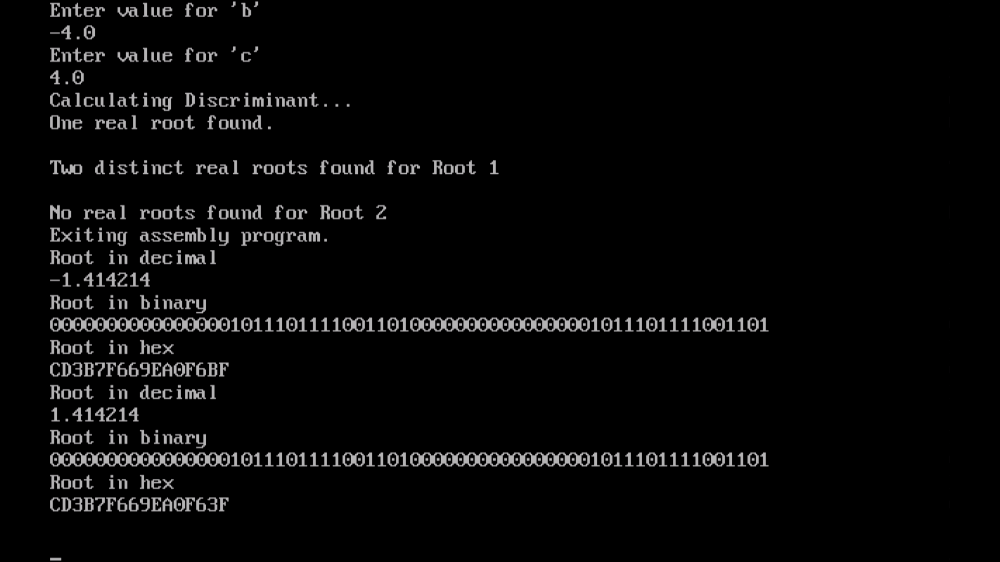 Enter value for 'b'
-4.0
Enter value for 'c'
4.0
Calculating Discriminant...
One real root found.
Two distinct real roots found for Root 1
No real roots found for Root 2
Exiting assembly program.
Root in decimal
-1.414214
Root in binary
0000000000000000101110111100110100000000000000001011101111001101
Root in hex
CD3B7F669EA0F6BF
Root in decimal
1.414214
Root in binary
0000000000000000101110111100110100000000000000001011101111001101
Root in hex
CD3B7F669EA0F63F